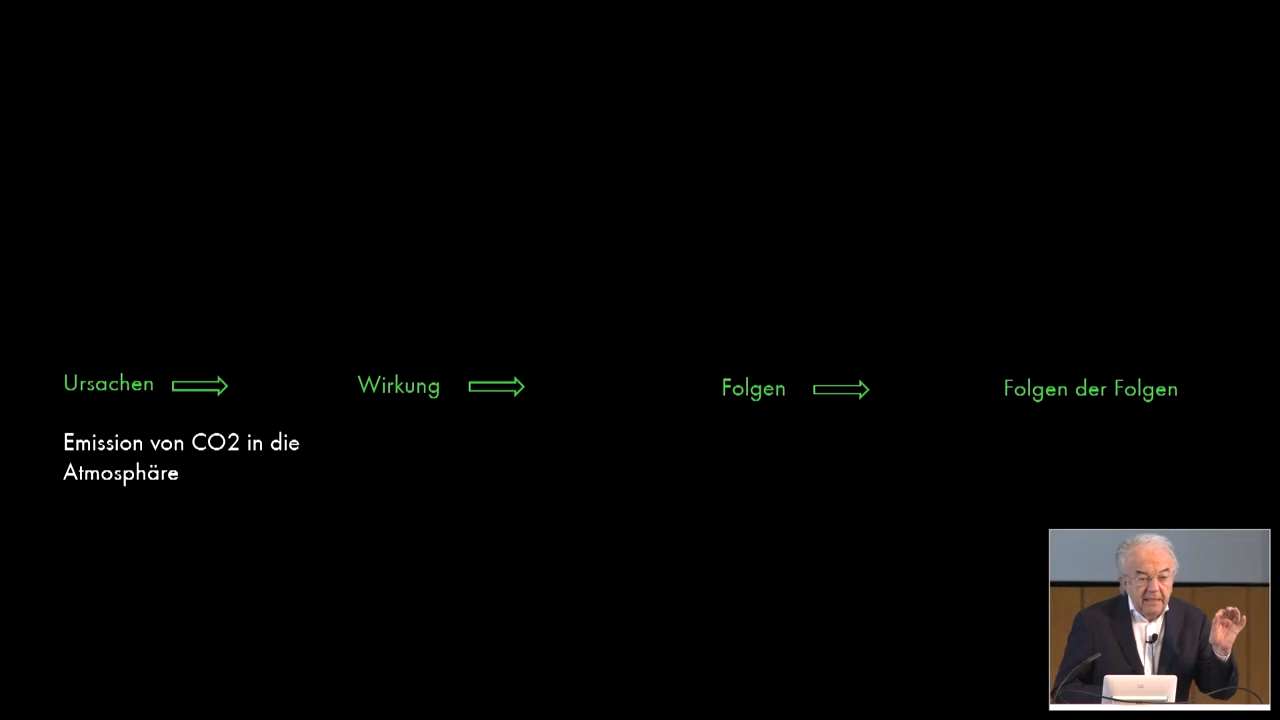 Ursachen
Wirkung
Folgen
Folgen der Folgen
Emission von CO2 in die
Atmosphäre